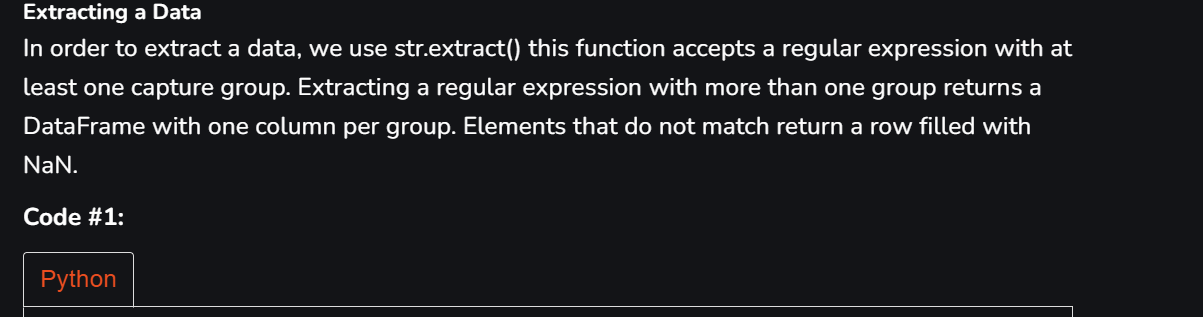 Extracting a Data
In order to extract a data, we use str.extract() this function accepts a regular expression with at
least one capture group. Extracting a regular expression with more than one group returns a
DataFrame with one column per group. Elements that do not match return a row filled with
NaN.
Code #1:
Python